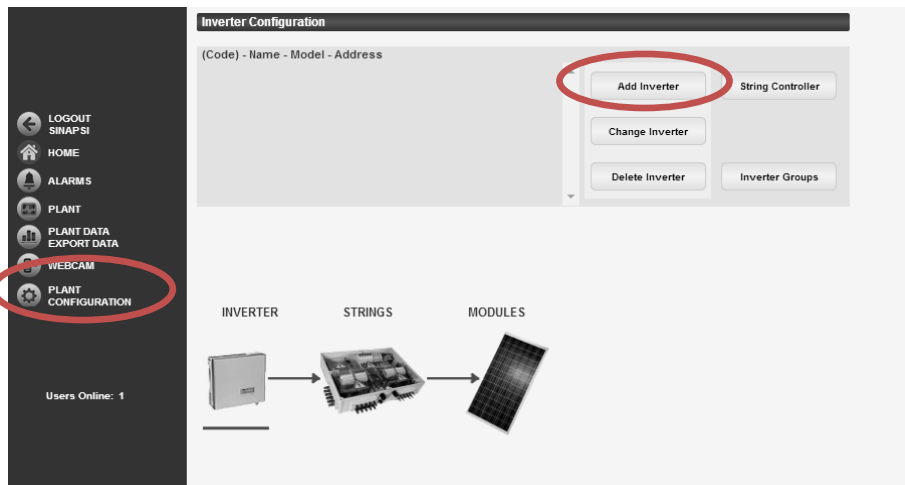 Inverter Configuration
(Code) - Name - Model - Address
Add Inverter
String Controller
Change Inverter
Delete Inverter
Inverter Groups
LOGOUT
SINAPSI
HOME
ALARMS
PLANT
PLANT DATA
EXPORT DATA
WEBCAM
PLANT
CONFIGURATION
Users Online: 1
INVERTER
STRINGS
MODULES